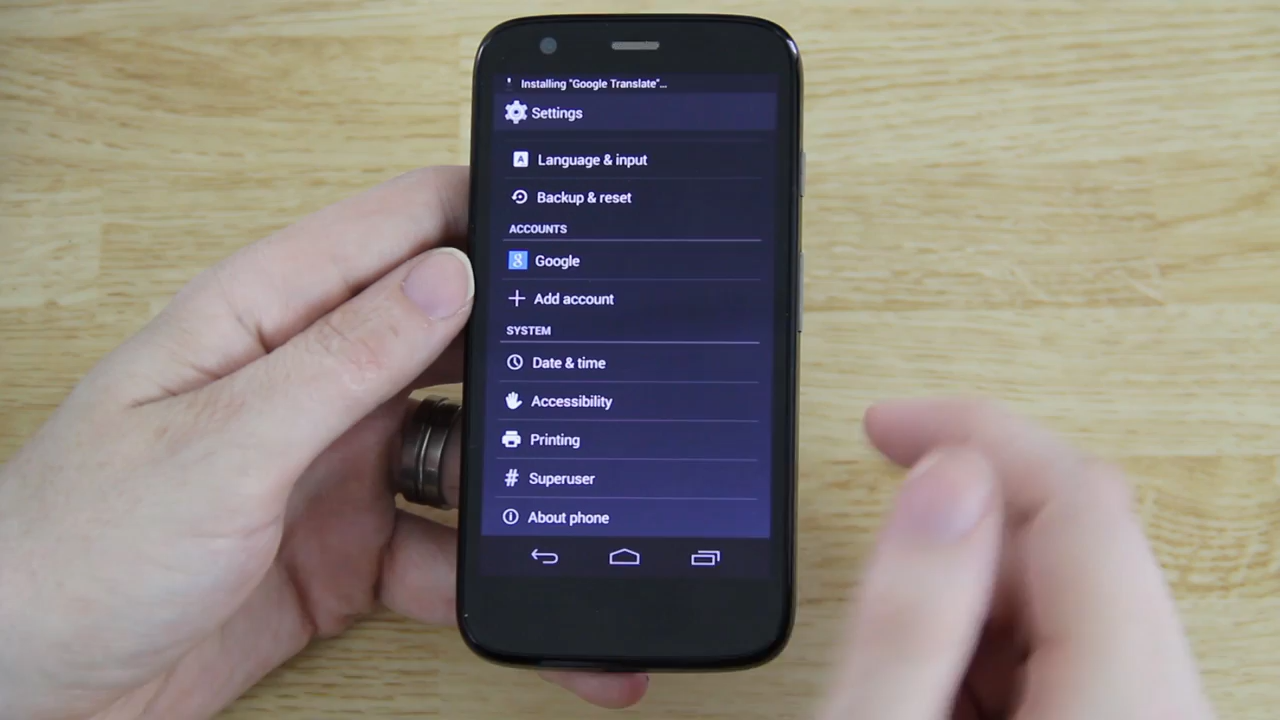 Installing "Google Translate"...
Settings
A Language & input
Backup & reset
ACCOUNTS
8 Google
Add account
SYSTEM
Date & time
Accessibility
Printing
# Superuser
About phone